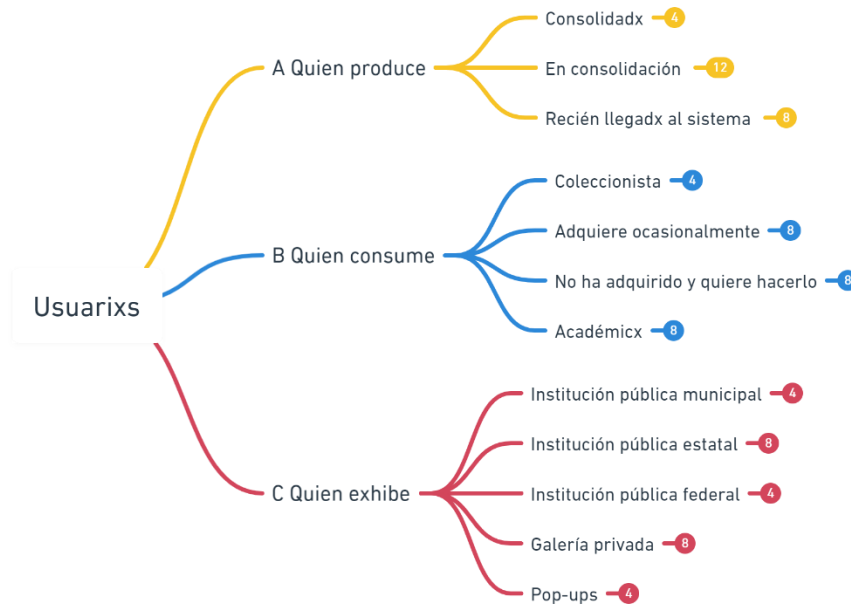 Usuarixs
A Quien produce
Consolidadx 4
En consolidación 12
Recién llegadx al sistema 8
B Quien consume
Coleccionista 4
Adquiere ocasionalmente 8
No ha adquirido y quiere hacerlo 8
Académicx 8
C Quien exhibe
Institución pública municipal 4
Institución pública estatal 8
Institución pública federal 4
Galería privada 8
Pop-ups 4